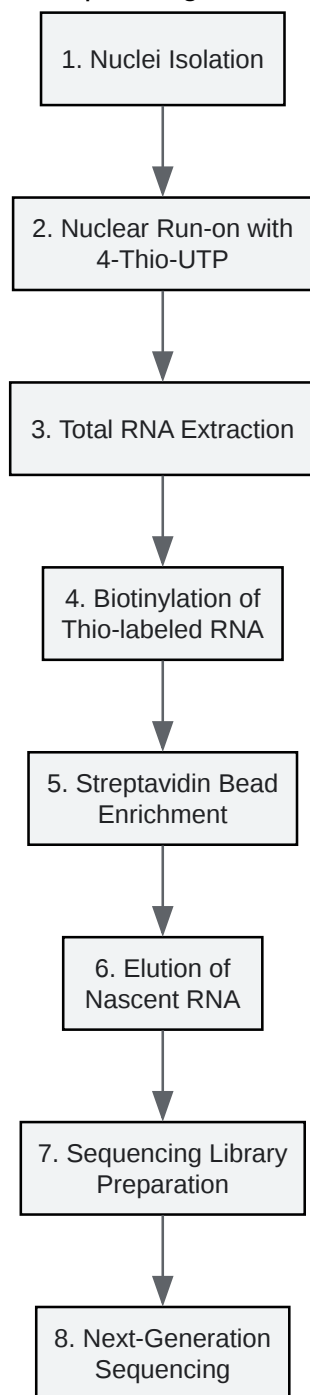 1. Nuclei Isolation
2. Nuclear Run-on with
4-Thio-UTP
3. Total RNA Extraction
4. Biotinylation of
Thio-labeled RNA
5. Streptavidin Bead
Enrichment
6. Elution of
Nascent RNA
7. Sequencing Library
Preparation
8. Next-Generation
Sequencing